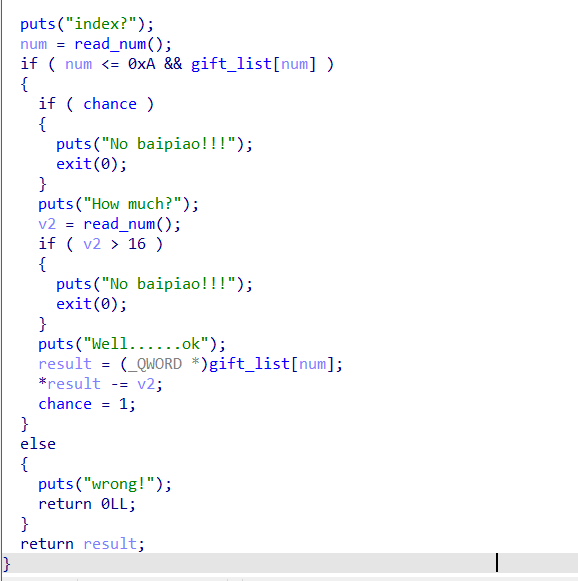 puts("index?");
num = read_num();
if ( num <= 0xA && gift_list[num] )
{
if ( chance )
{
puts("No baipiao!!!");
exit(0);
}
puts("How much?");
v2 = read_num();
if ( v2 > 16 )
{
puts("No baipiao!!!");
exit(0);
}
puts("Well......ok");
result = (_QWORD *)gift_list[num];
*result -= v2;
chance = 1;
}
else
{
puts("wrong!");
return 0LL;
}
return result;
}